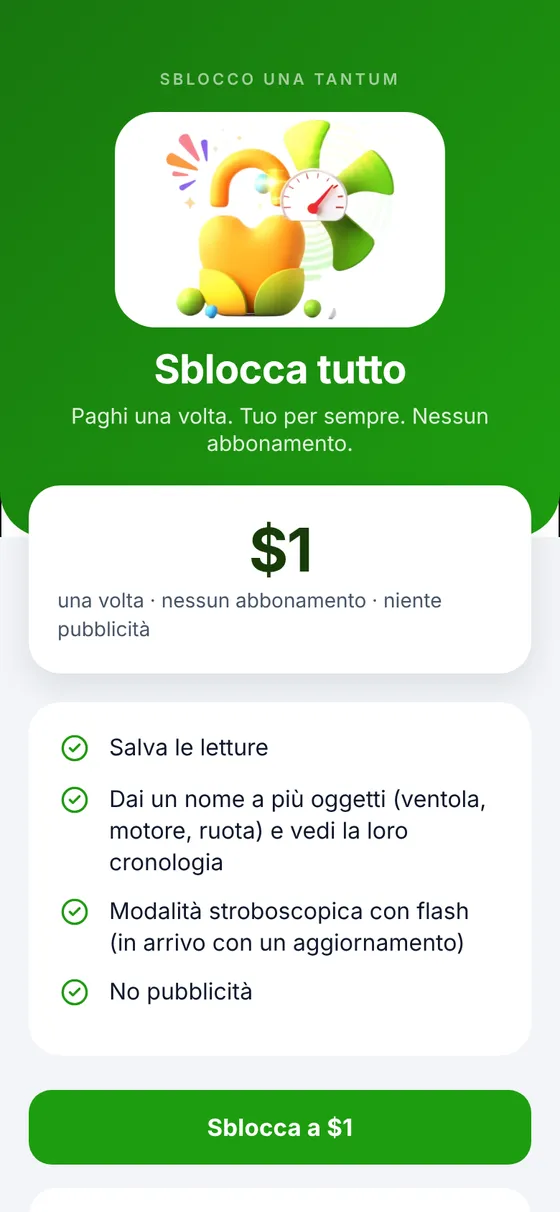 SBLOCCO UNA TANTUM
Sblocca tutto
Paghi una volta. Tuo per sempre. Nessun
abbonamento.
$1
una volta · nessun abbonamento · niente
pubblicità
Salva le letture
Dai un nome a più oggetti (ventola,
motore, ruota) e vedi la loro
cronologia
Modalità stroboscopica con flash
(in arrivo con un aggiornamento)
No pubblicità
Sblocca a $1